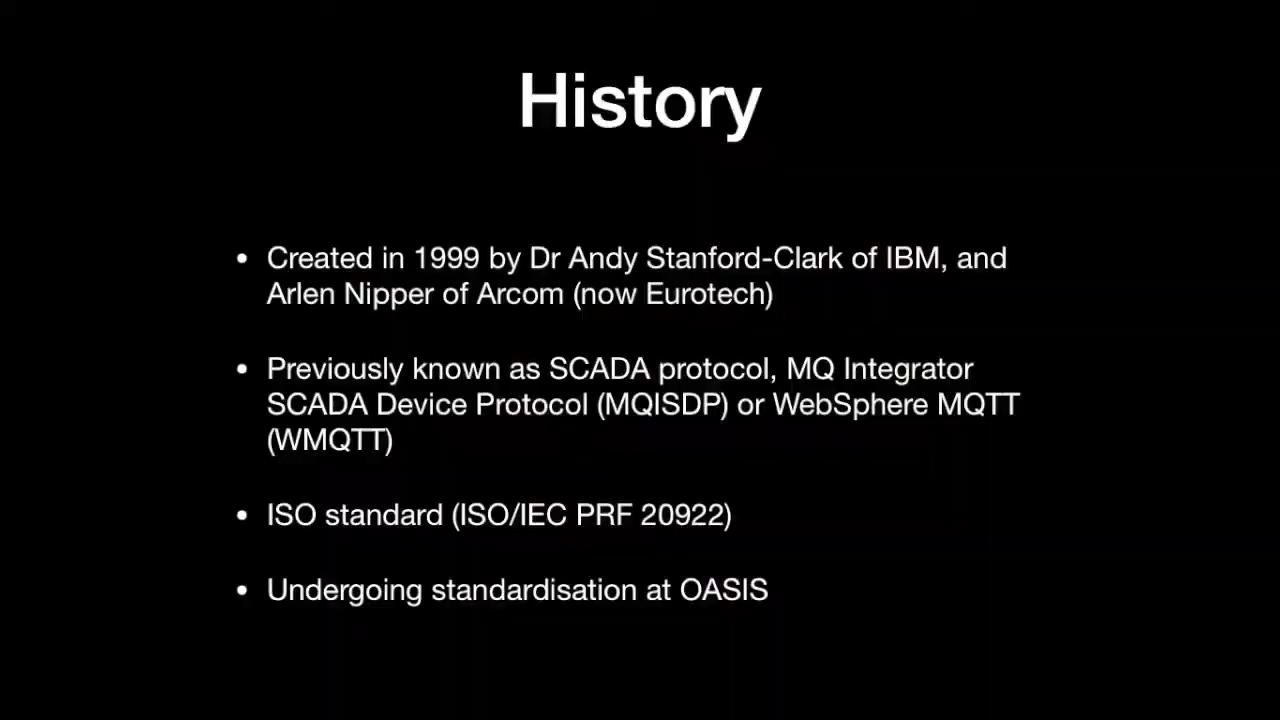 History
• Created in 1999 by Dr Andy Stanford-Clark of IBM, and
Arlen Nipper of Arcom (now Eurotech)
• Previously known as SCADA protocol, MQ Integrator
SCADA Device Protocol (MQISDP) or WebSphere MQTT
(WMQTT)
• ISO standard (ISO/IEC PRF 20922)
• Undergoing standardisation at OASIS